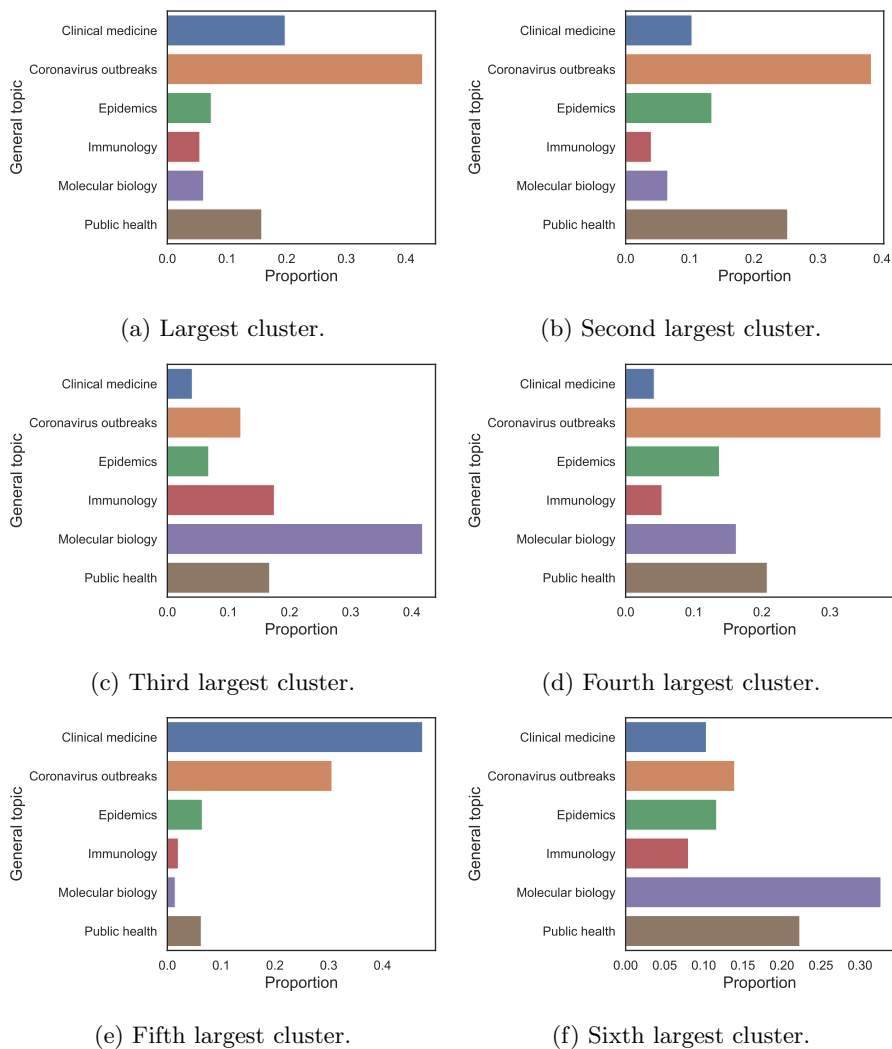 General topic
Clinical medicine
Coronavirus outbreaks
Epidemics
Immunology
Molecular biology
Public health
0.0 0.1 0.2 0.3 0.4
Proportion
(a) Largest cluster.
General topic
Clinical medicine
Coronavirus outbreaks
Epidemics
Immunology
Molecular biology
Public health
0.0 0.1 0.2 0.3 0.4
Proportion
(b) Second largest cluster.
General topic
Clinical medicine
Coronavirus outbreaks
Epidemics
Immunology
Molecular biology
Public health
0.0 0.1 0.2 0.3 0.4
Proportion
(c) Third largest cluster.
General topic
Clinical medicine
Coronavirus outbreaks
Epidemics
Immunology
Molecular biology
Public health
0.0 0.1 0.2 0.3
Proportion
(d) Fourth largest cluster.
General topic
Clinical medicine
Coronavirus outbreaks
Epidemics
Immunology
Molecular biology
Public health
0.0 0.1 0.2 0.3 0.4
Proportion
(e) Fifth largest cluster.
General topic
Clinical medicine
Coronavirus outbreaks
Epidemics
Immunology
Molecular biology
Public health
0.00 0.05 0.10 0.15 0.20 0.25 0.30
Proportion
(f) Sixth largest cluster.